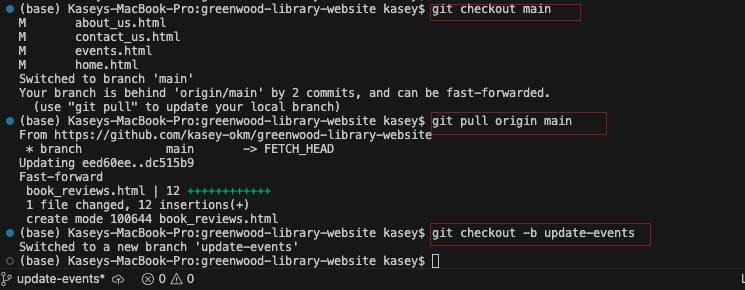 (base) Kaseys-MacBook-Pro:greenwood-library-website kasey$ git checkout main
M       about_us.html
M       contact_us.html
M       events.html
M       home.html
Switched to branch 'main'
Your branch is behind 'origin/main' by 2 commits, and can be fast-forwarded.
  (use "git pull" to update your local branch)
(base) Kaseys-MacBook-Pro:greenwood-library-website kasey$ git pull origin main
From https://github.com/kasey-okm/greenwood-library-website
 * branch            main       -> FETCH_HEAD
Updating eed60ee..dc515b9
Fast-forward
 book_reviews.html | 12 ++++++++++++
 1 file changed, 12 insertions(+)
 create mode 100644 book_reviews.html
(base) Kaseys-MacBook-Pro:greenwood-library-website kasey$ git checkout -b update-events
Switched to a new branch 'update-events'
(base) Kaseys-MacBook-Pro:greenwood-library-website kasey$
update-events* 0 0